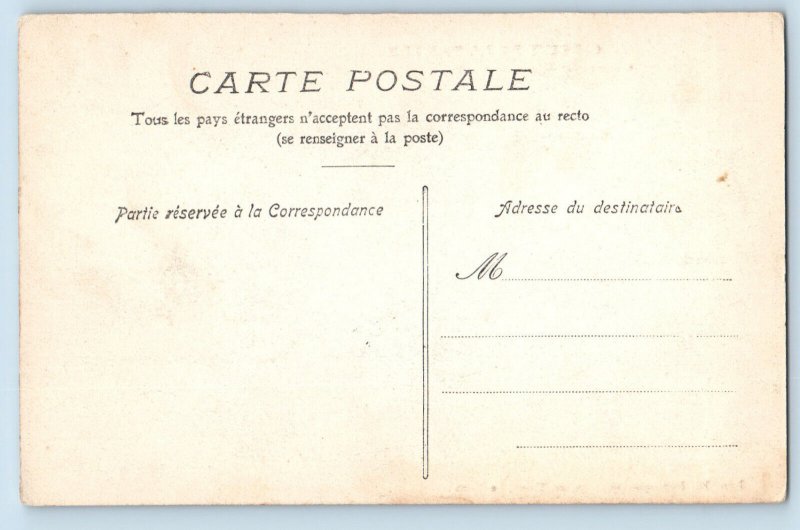 CARTE POSTALE
Tous les pays étrangers n'acceptent pas la correspondance au recto
(se renseigner à la poste)
Partie réservée à la Correspondance
Adresse du destinataire
M